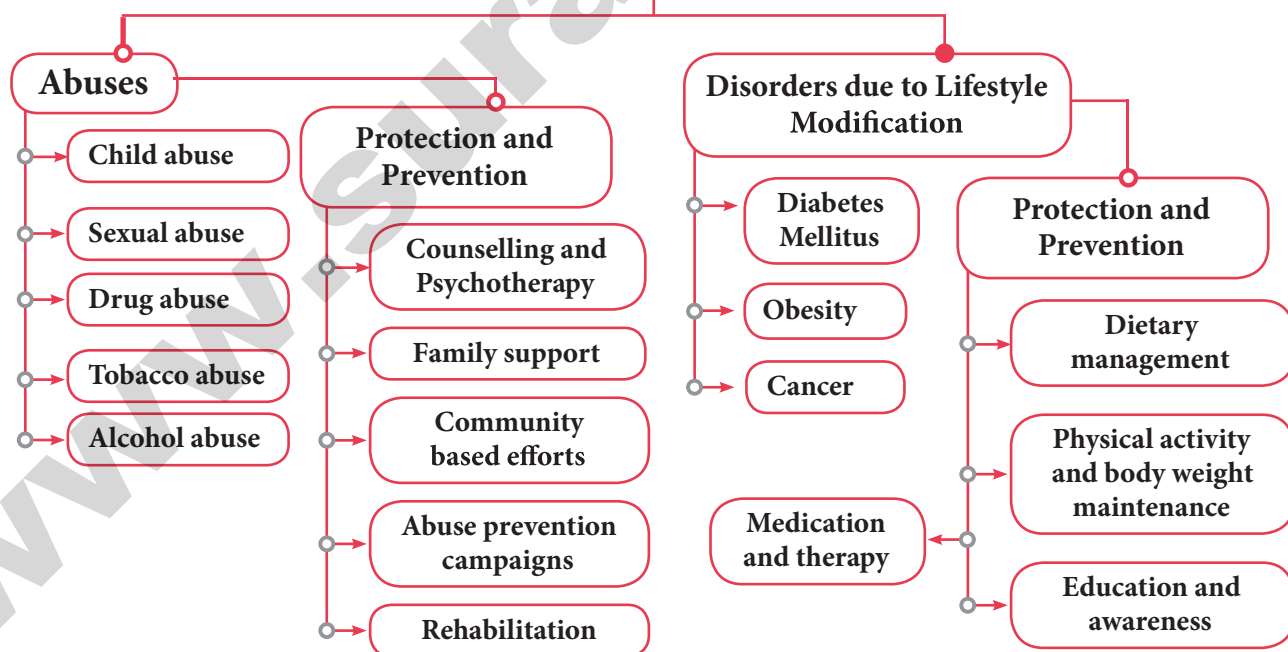 Abuses
Child abuse
Sexual abuse
Drug abuse
Tobacco abuse
Alcohol abuse
Protection and
Prevention
Counselling and
Psychotherapy
Family support
Community
based efforts
Abuse prevention
campaigns
Rehabilitation
Disorders due to Lifestyle
Modification
Diabetes
Mellitus
Obesity
Cancer
Protection and
Prevention
Dietary
management
Physical activity
and body weight
maintenance
Medication
and therapy
Education and
awareness
www.sura